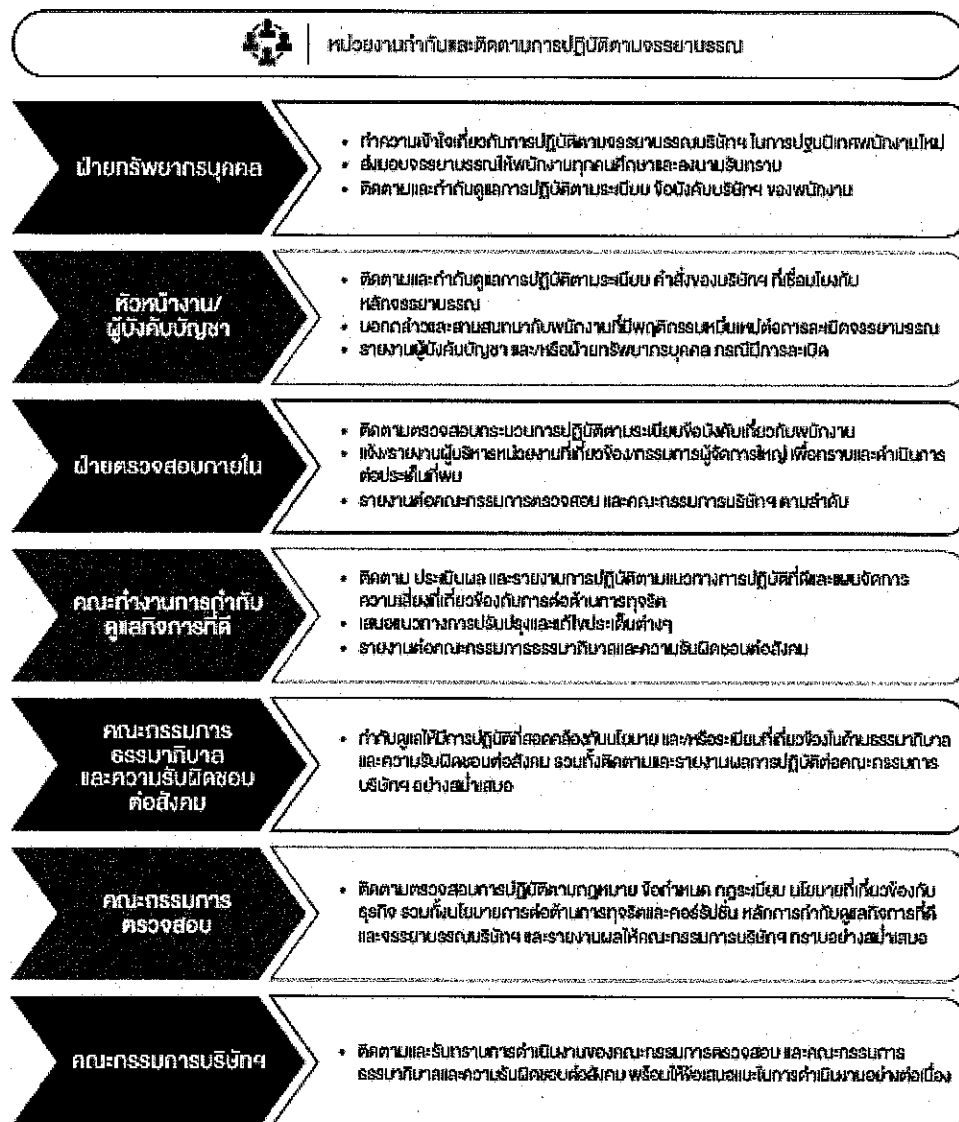 หน่วยงานกำกับและติดตามการปฏิบัติตามจรรยาบรรณ
ฝ่ายทรัพยากรบุคคล
• ทำความเข้าใจเกี่ยวกับการปฏิบัติตามจรรยาบรรณบริษัทฯ ในการปฐมนิเทศพนักงานใหม่
• ส่งมอบจรรยาบรรณให้พนักงานทุกคนศึกษาและลงนามรับทราบ
• ติดตามและกำกับดูแลการปฏิบัติตามระเบียบ ข้อบังคับบริษัทฯ ของพนักงาน
หัวหน้างาน/
ผู้บังคับบัญชา
• ติดตามและกำกับดูแลการปฏิบัติตามระเบียบ คำสั่งของบริษัทฯ ที่เชื่อมโยงกับ
หลักจรรยาบรรณ
• บอกกล่าวและสานสนทนากับพนักงานที่มีพฤติกรรมหมิ่นเหม่ต่อการละเมิดจรรยาบรรณ
• รายงานผู้บังคับบัญชา และ/หรือฝ่ายทรัพยากรบุคคล กรณีมีการละเมิด
ฝ่ายตรวจสอบภายใน
• ติดตามตรวจสอบกระบวนการปฏิบัติตามระเบียบข้อบังคับเกี่ยวกับพนักงาน
• แจ้ง/รายงานผู้บริหารหน่วยงานที่เกี่ยวข้อง/กรรมการผู้จัดการใหญ่ เพื่อทราบและดำเนินการ
ต่อประเด็นที่พบ
• รายงานต่อคณะกรรมการตรวจสอบ และคณะกรรมการบริษัทฯ ตามลำดับ
คณะทำงานการกำกับ
ดูแลกิจการที่ดี
• ติดตาม ประเมินผล และรายงานการปฏิบัติตามแนวทางการปฏิบัติที่ดีและแผนจัดการ
ความเสี่ยงที่เกี่ยวข้องกับการต่อต้านการทุจริต
• เสนอแนวทางการปรับปรุงและแก้ไขประเด็นต่างๆ
• รายงานต่อคณะกรรมการธรรมาภิบาลและความรับผิดชอบต่อสังคม
คณะกรรมการ
ธรรมาภิบาล
และความรับผิดชอบ
ต่อสังคม
• กำกับดูแลให้มีการปฏิบัติที่สอดคล้องกับนโยบาย และ/หรือระเบียบที่เกี่ยวข้องในด้านธรรมาภิบาล
และความรับผิดชอบต่อสังคม รวมทั้งติดตามและรายงานผลการปฏิบัติต่อคณะกรรมการ
บริษัทฯ อย่างสม่ำเสมอ
คณะกรรมการ
ตรวจสอบ
• ติดตามตรวจสอบการปฏิบัติตามกฎหมาย ข้อกำหนด กฎระเบียบ นโยบายที่เกี่ยวข้องกับ
ธุรกิจ รวมทั้งนโยบายการต่อต้านการทุจริตและคอร์รัปชั่น หลักการกำกับดูแลกิจการที่ดี
และจรรยาบรรณบริษัทฯ และรายงานผลให้คณะกรรมการบริษัทฯ ทราบอย่างสม่ำเสมอ
คณะกรรมการบริษัทฯ
• ติดตามและรับทราบการดำเนินงานของคณะกรรมการตรวจสอบ และคณะกรรมการ
ธรรมาภิบาลและความรับผิดชอบต่อสังคม พร้อมให้ข้อเสนอแนะในการดำเนินงานอย่างต่อเนื่อง